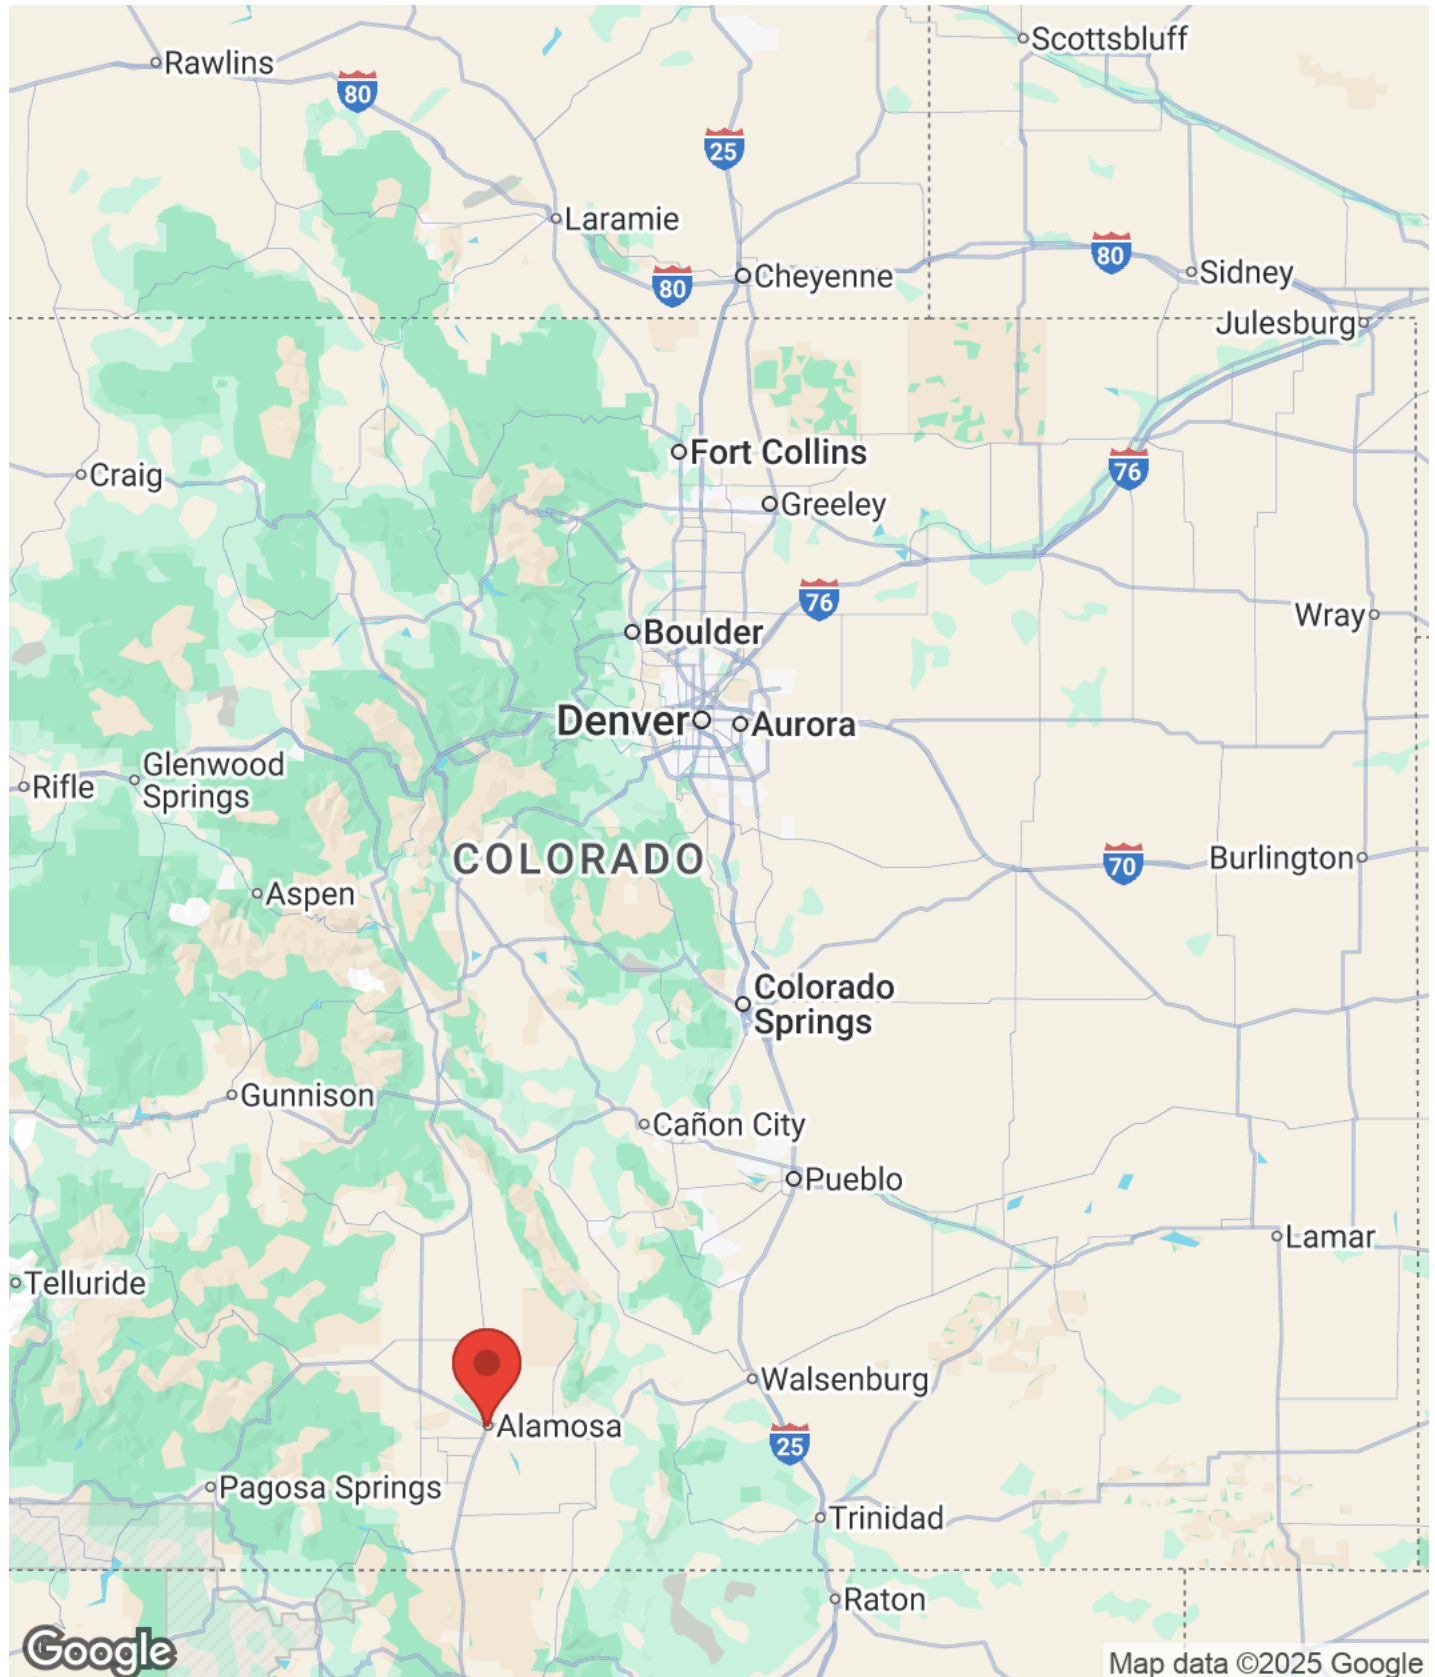 Scottsbluff
Rawlins
80
25
Laramie
80
Sidney
80
Cheyenne
Julesburg
Fort Collins
76
Craig
Greeley
76
Wray
Boulder
Denver
Aurora
Glenwood
Springs
Rifle
COLORADO
70
Burlington
Aspen
Colorado
Springs
Gunnison
Cañon City
Pueblo
Lamar
Telluride
Walsenburg
Alamosa
25
Pagosa Springs
Trinidad
Raton
Google
Map data ©2025 Google